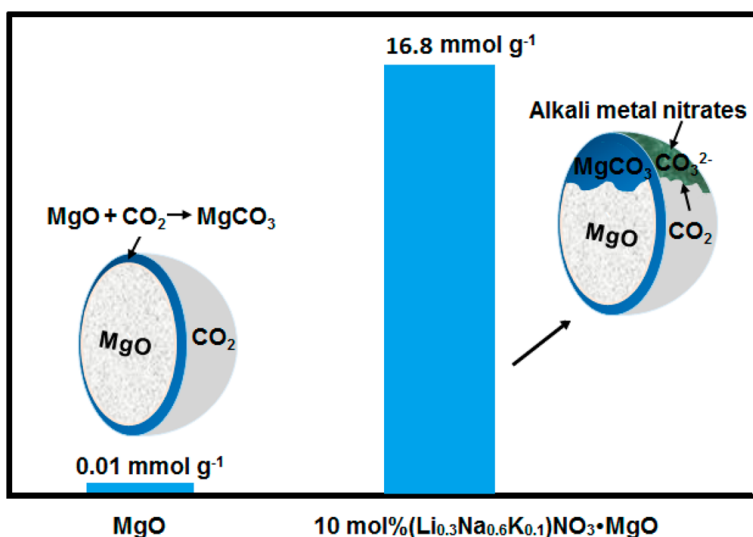 16.8 mmol g⁻¹
Alkali metal nitrates
MgCO₃
CO₃²⁻
MgO
CO₂
MgO + CO₂ → MgCO₃
MgO
CO₂
0.01 mmol g⁻¹
MgO
10 mol%(Li₀.₃Na₀.₆K₀.₁)NO₃•MgO